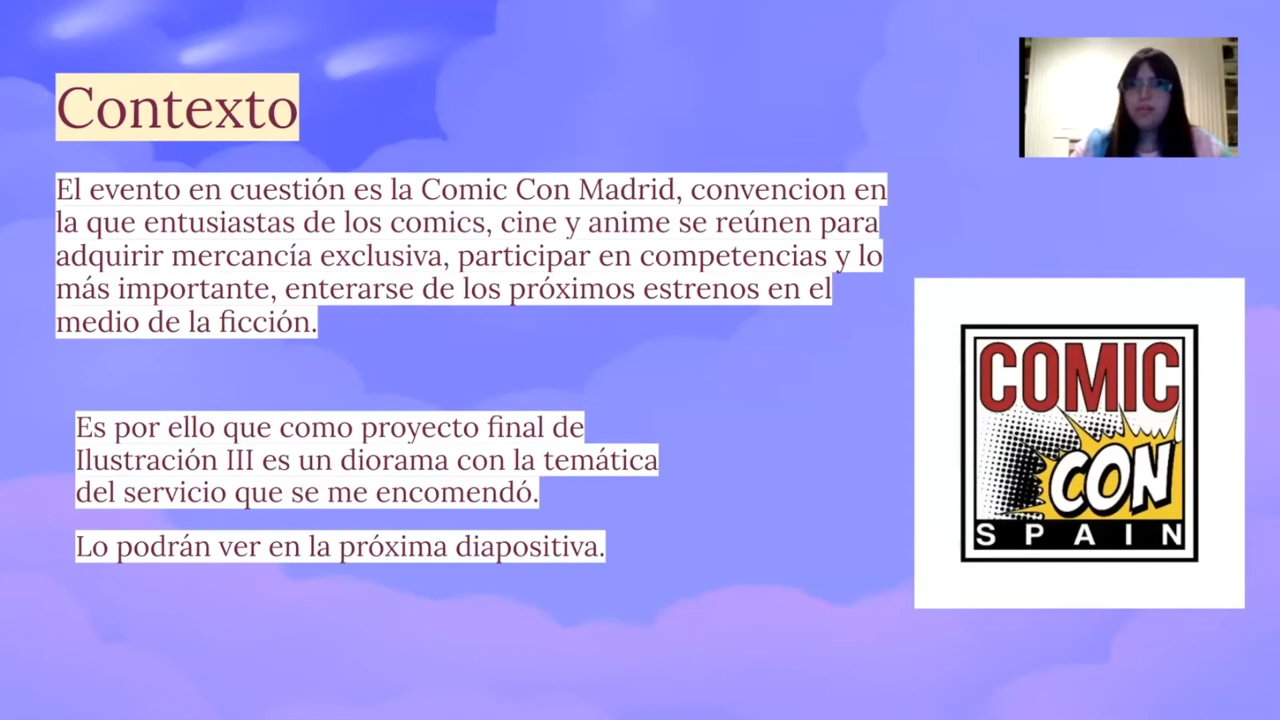 Contexto
El evento en cuestión es la Comic Con Madrid, convencion en
la que entusiastas de los comics, cine y anime se reúnen para
adquirir mercancía exclusiva, participar en competencias y lo
más importante, enterarse de los próximos estrenos en el
medio de la ficción.
Es por ello que como proyecto final de
Ilustración III es un diorama con la temática
del servicio que se me encomendó.
Lo podrán ver en la próxima diapositiva.
COMIC
CON
SPAIN